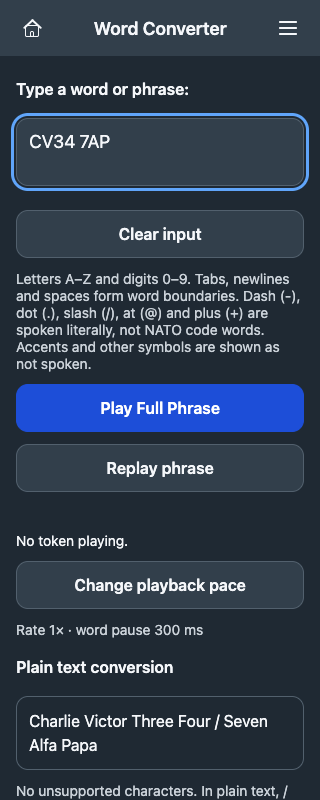 Word Converter
Type a word or phrase:
CV34 7AP
Clear input
Letters A–Z and digits 0–9. Tabs, newlines
and spaces form word boundaries. Dash (-),
dot (.), slash (/), at (@) and plus (+) are
spoken literally, not NATO code words.
Accents and other symbols are shown as
not spoken.
Play Full Phrase
Replay phrase
No token playing.
Change playback pace
Rate 1× · word pause 300 ms
Plain text conversion
Charlie Victor Three Four / Seven
Alfa Papa
No unsupported characters. In plain text, /